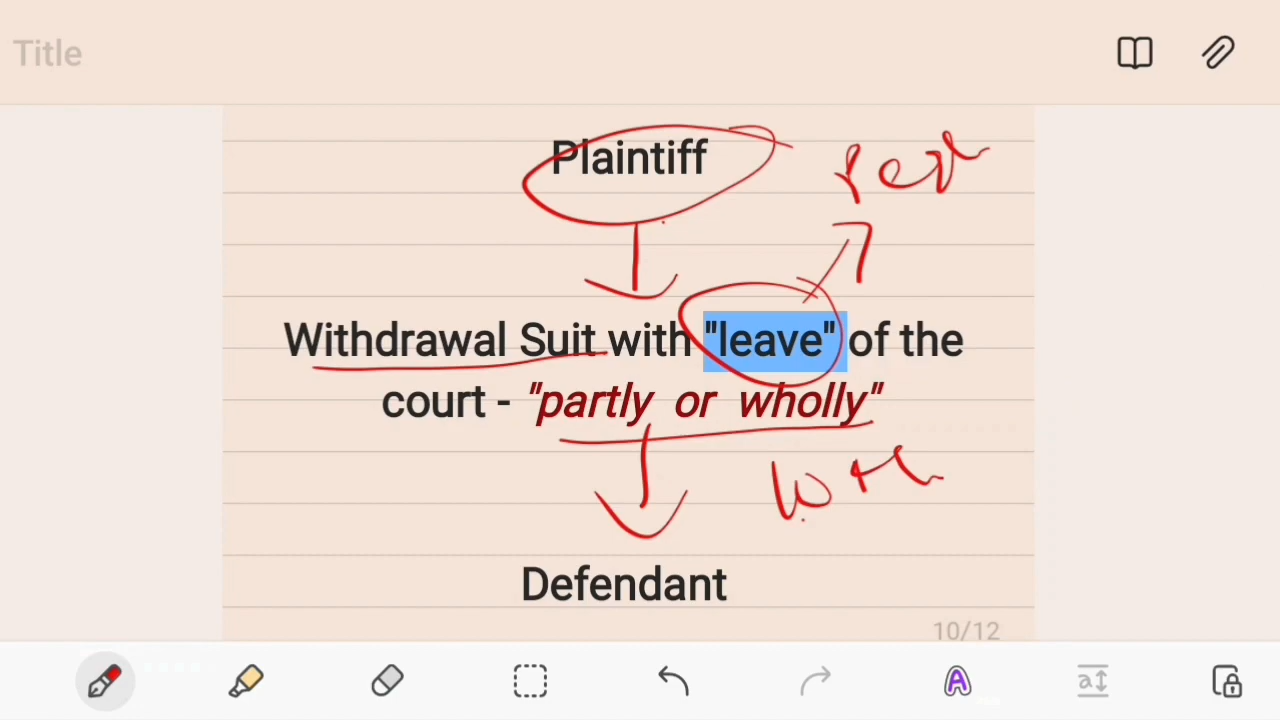 Title
Plaintiff
Withdrawal Suit with "leave" of the
court - "partly or wholly"
Defendant
10/12